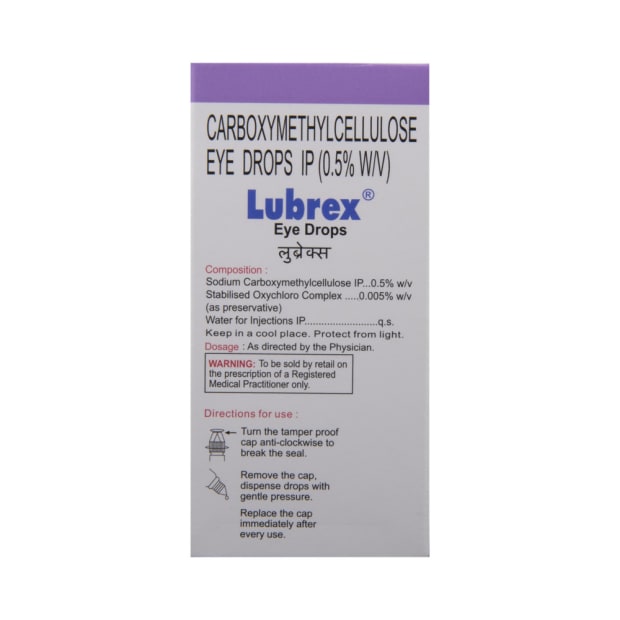 CARBOXYMETHYLCELLULOSE
EYE DROPS IP (0.5% W/V)
Lubrex®
Eye Drops
लुब्रेक्स
Composition :
Sodium Carboxymethylcellulose IP...0.5% w/v
Stabilised Oxychloro Complex .....0.005% w/v
(as preservative)
Water for Injections IP..........................q.s.
Keep in a cool place. Protect from light.
Dosage : As directed by the Physician.
WARNING: To be sold by retail on
the prescription of a Registered
Medical Practitioner only.
Directions for use :
Turn the tamper proof
cap anti-clockwise to
break the seal.
Remove the cap,
dispense drops with
gentle pressure.
Replace the cap
immediately after
every use.